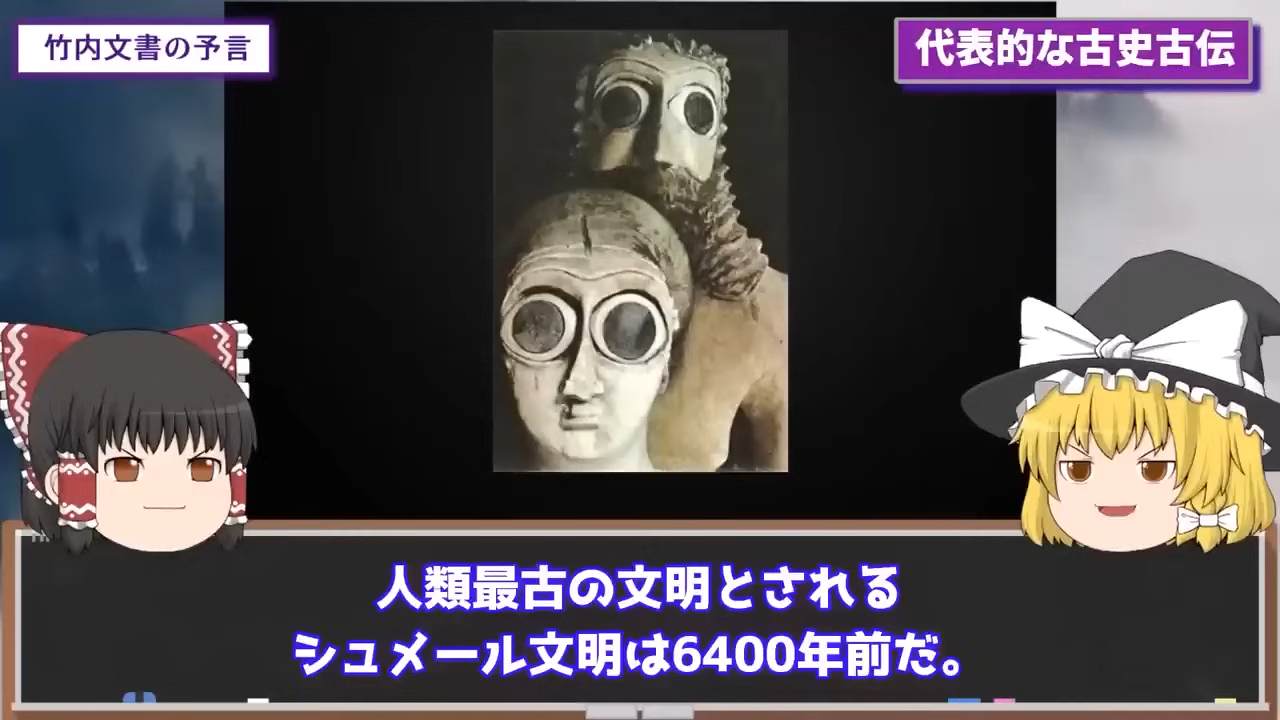 竹内文書の予言
代表的な古史古伝
人類最古の文明とされる
シュメール文明は6400年前だ。